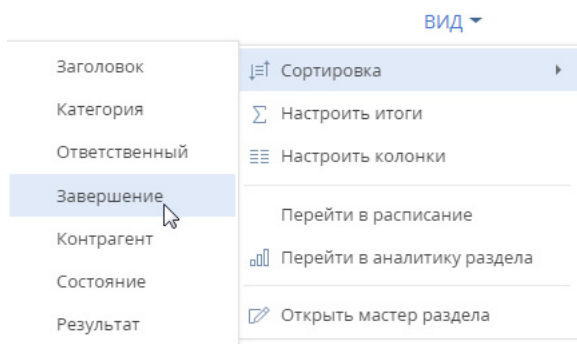 ВИД
Заголовок
Категория
Ответственный
Завершение
Контрагент
Состояние
Результат
Сортировка
Настроить итоги
Настроить колонки
Перейти в расписание
Перейти в аналитику раздела
Открыть мастер раздела